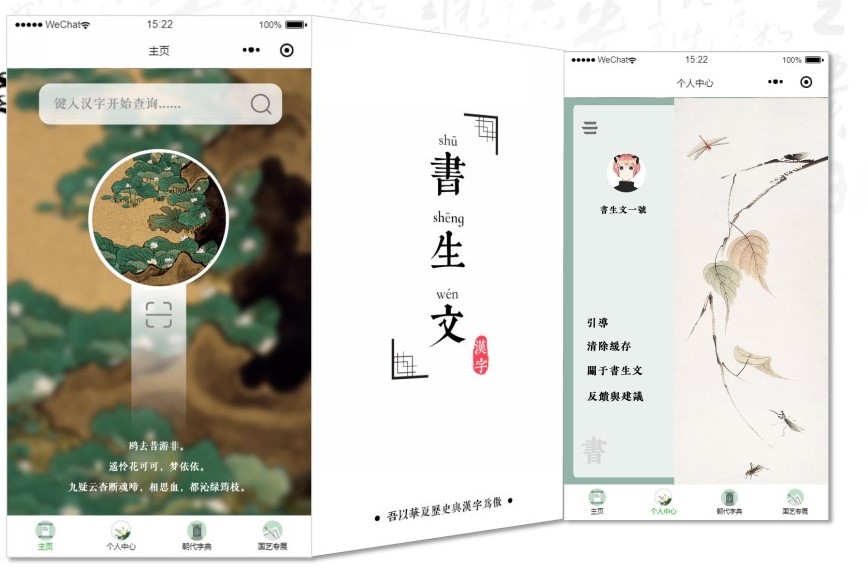 WeChat 15:22 100%
主页
键入汉字开始查询......
鸥去昔游非。
遥怜花可可，梦依依。
九疑云杳断魂啼，相思血，都沁绿筠枝。
主页 个人中心 朝代字典 国艺专展
shū
書
shēng
生
wén
文
漢字
• 吾以華夏歷史與漢字爲傲 •
WeChat 15:22 100%
个人中心
書生文一號
引導
清除緩存
關于書生文
反饋與建議
書
主页 个人中心 朝代字典 国艺专展